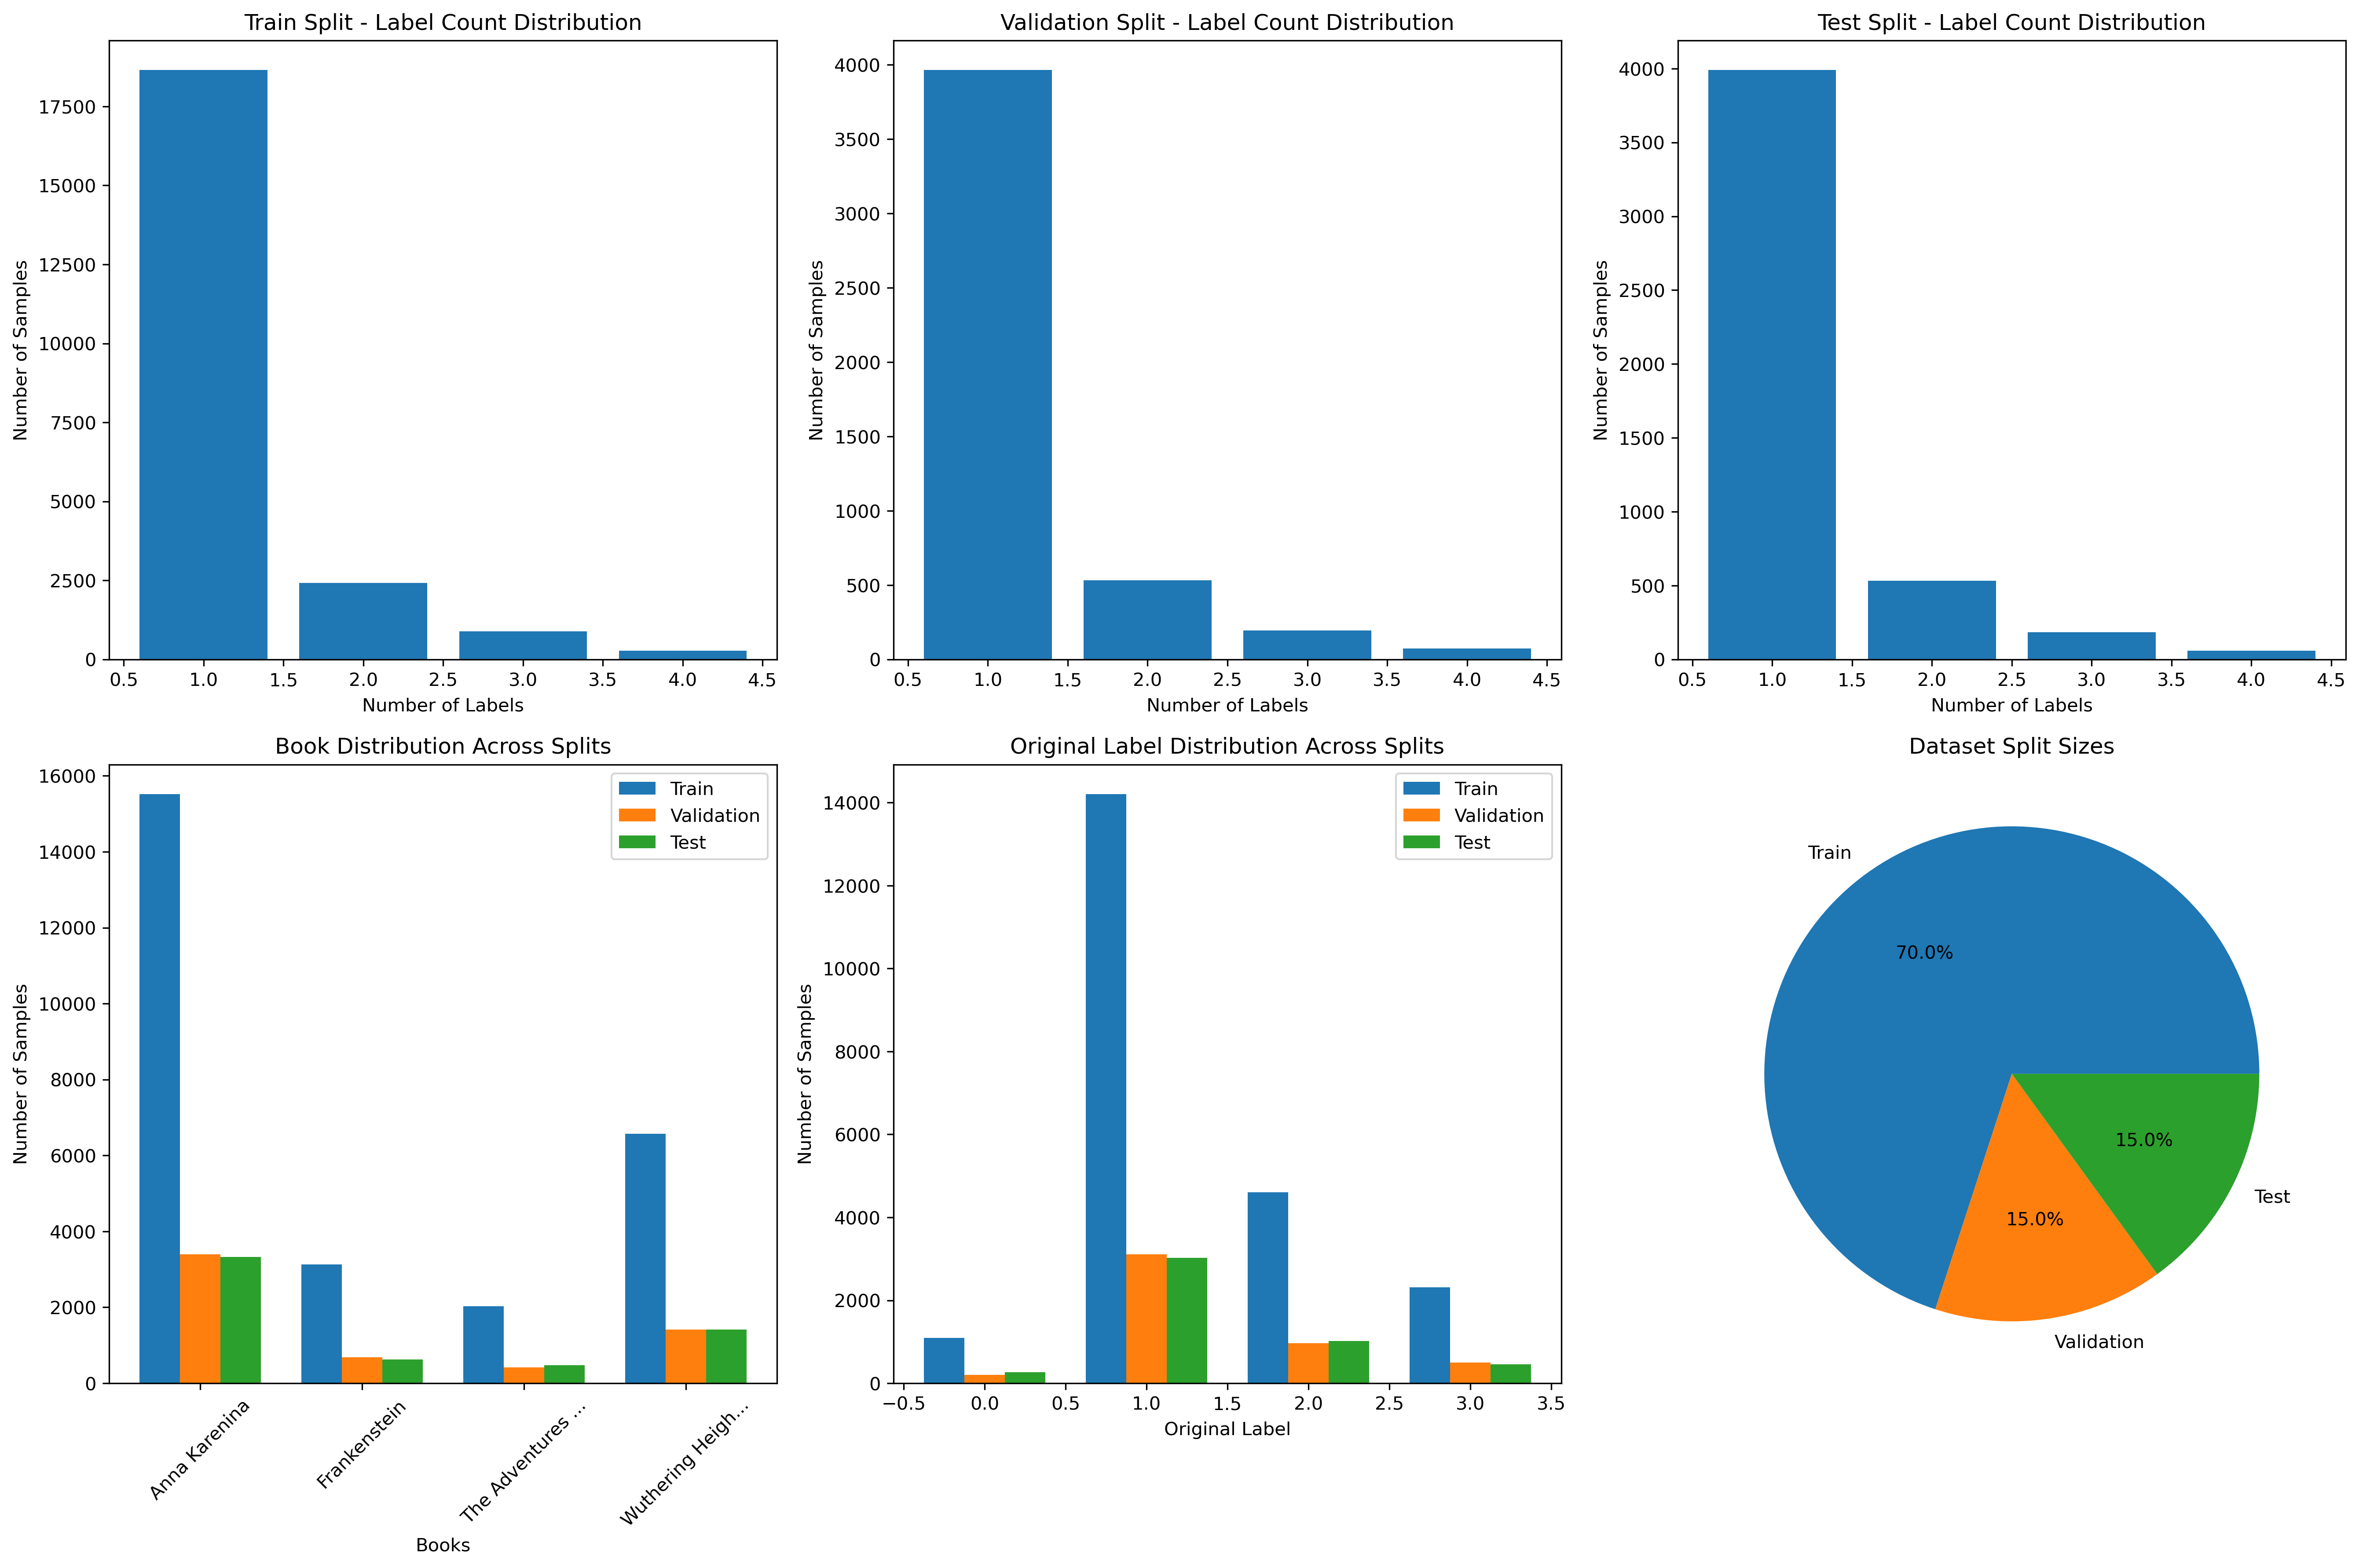 Train Split - Label Count Distribution
Number of Samples
17500
15000
12500
10000
7500
5000
2500
0
0.5 1.0 1.5 2.0 2.5 3.0 3.5 4.0 4.5
Number of Labels
Validation Split - Label Count Distribution
Number of Samples
4000
3500
3000
2500
2000
1500
1000
500
0
0.5 1.0 1.5 2.0 2.5 3.0 3.5 4.0 4.5
Number of Labels
Test Split - Label Count Distribution
Number of Samples
4000
3500
3000
2500
2000
1500
1000
500
0
0.5 1.0 1.5 2.0 2.5 3.0 3.5 4.0 4.5
Number of Labels
Book Distribution Across Splits
Train
Validation
Test
Number of Samples
16000
14000
12000
10000
8000
6000
4000
2000
0
Anna Karenina
Frankenstein
The Adventures ...
Wuthering Heigh...
Books
Original Label Distribution Across Splits
Train
Validation
Test
Number of Samples
14000
12000
10000
8000
6000
4000
2000
0
−0.5 0.0 0.5 1.0 1.5 2.0 2.5 3.0 3.5
Original Label
Dataset Split Sizes
Train
70.0%
15.0%
Test
15.0%
Validation